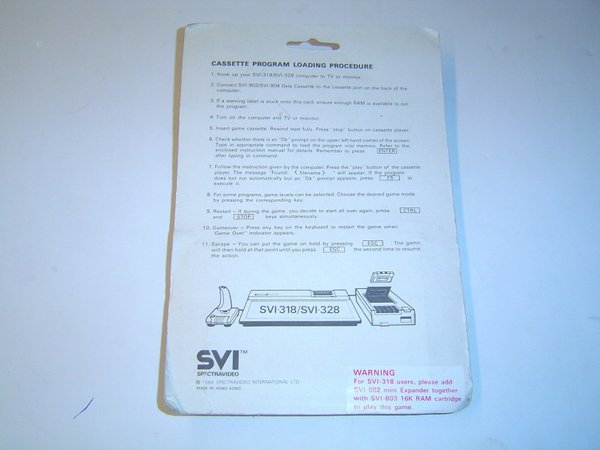 CASSETTE PROGRAM LOADING PROCEDURE
1. Hook up your SVI-318/SVI-328 computer to TV or monitor.
2. Connect SVI-903/SVI-904 Data Cassette to the cassette port on the back of the
computer.
3. If a warning label is stuck onto this card, ensure enough RAM is available to run
the program.
4. Turn on the computer and TV or monitor.
5. Insert game cassette. Rewind tape fully. Press "stop" button on cassette player.
6. Check whether there is an "Ok" prompt on the upper left hand corner of the screen.
Type in appropriate command to load the program into memory. Refer to the
enclosed instruction manual for details. Remember to press ENTER
after typing in command.
7. Follow the instruction given by the computer. Press the "play" button of the cassette
player. The message "Found: 〈filename〉 " will appear. If the program
does not run automatically but an "Ok" prompt appears, press F5 to
execute it.
8. For some programs, game levels can be selected. Choose the desired game mode
by pressing the corresponding key.
9. Restart – If during the game, you decide to start all over again, press CTRL
and STOP keys simultaneously.
10. Gameover – Press any key on the keyboard to restart the game when
"Game Over" indicator appears.
11. Escape – You can put the game on hold by pressing ESC . The game
will then hold at that point until you press ESC the second time to resume
the action.
SVI-318/SVI-328
SVI™
SPECTRAVIDEO
© 1984 SPECTRAVIDEO INTERNATIONAL LTD.
MADE IN HONG KONG
WARNING
For SVI-318 users, please add
SVI-602 mini Expander together
with SVI-803 16K RAM cartridge
to play this game.